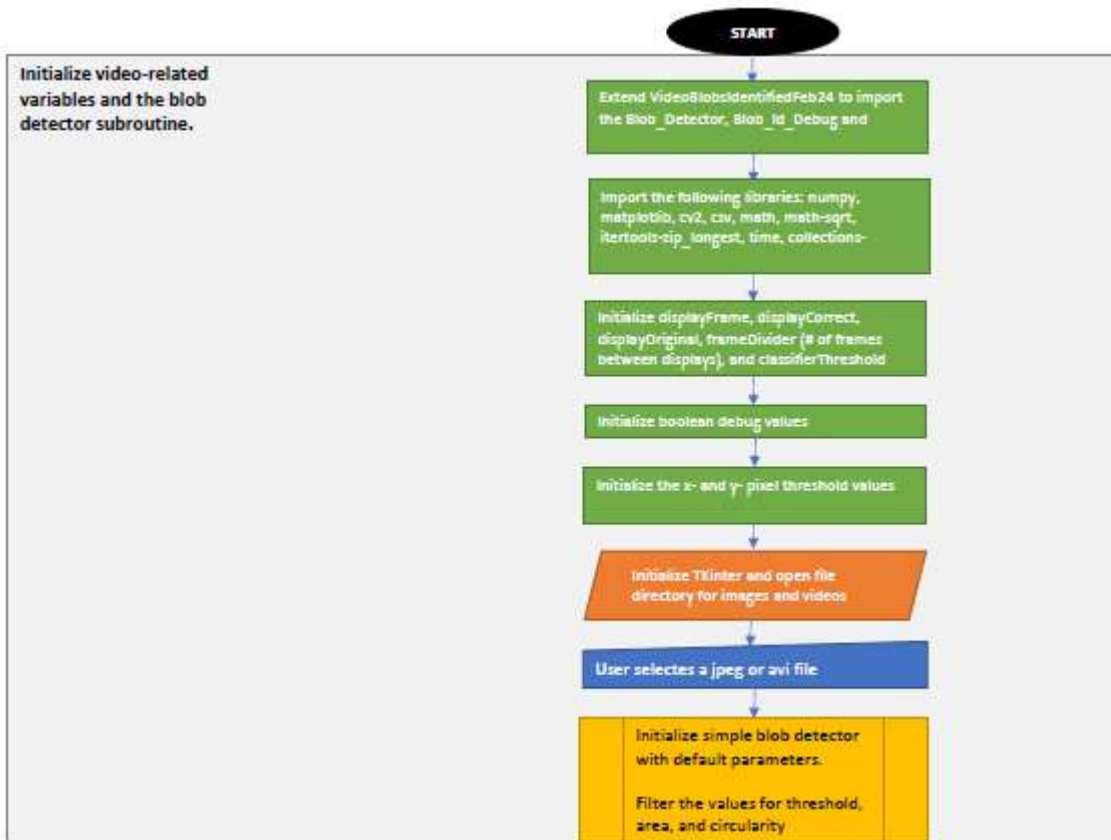 START
Initialize video-related
variables and the blob
detector subroutine.
Extend VideoBlobsIdentifiedFeb24 to import
the Blob_Detector, Blob_Id_Debug and
Import the following libraries: numpy,
matplotlib, cv2, csv, math, math-sqrt,
itertools-zip_longest, time, collections-
Initialize displayFrame, displayCorrect,
displayOriginal, frameDivider (# of frames
between displays), and classifierThreshold
Initialize boolean debug values
Initialize the x- and y- pixel threshold values
Initialize TKinter and open file
directory for images and videos
User selectes a jpeg or avi file
Initialize simple blob detector
with default parameters.
Filter the values for threshold,
area, and circularity